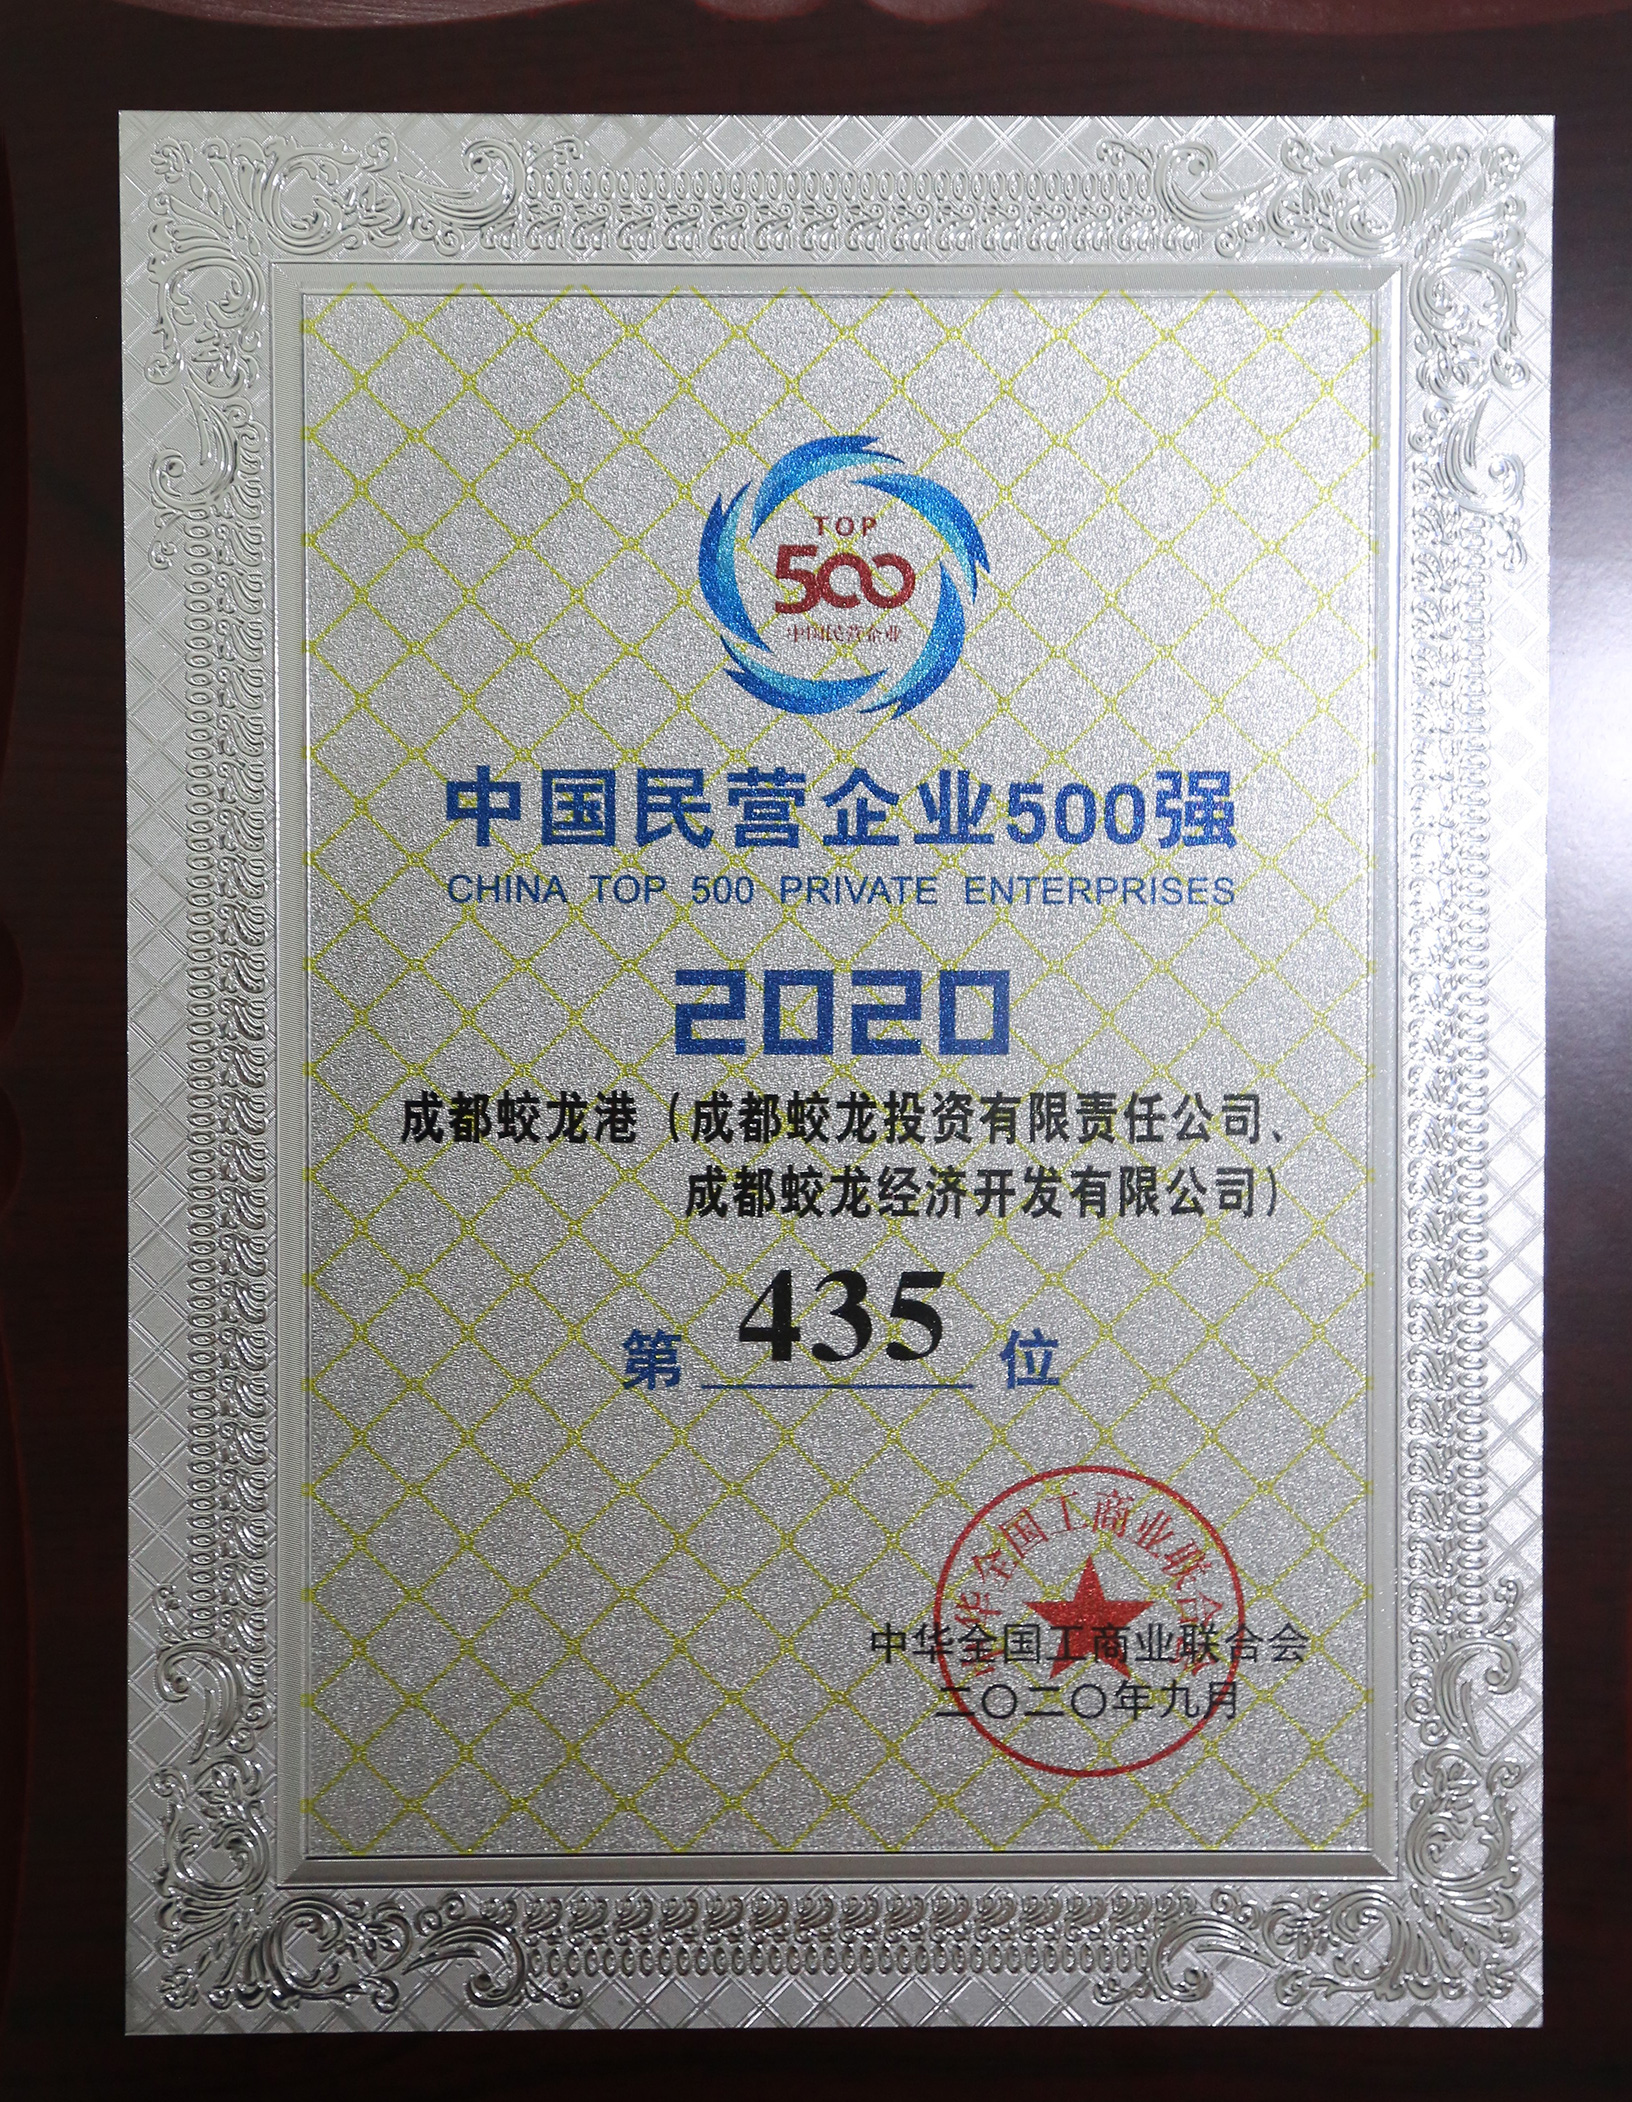 TOP
500
中国民营企业
中国民营企业500强
CHINA TOP 500 PRIVATE ENTERPRISES
2020
成都蛟龙港（成都蛟龙投资有限责任公司、
成都蛟龙经济开发有限公司）
第 435 位
中华全国工商业联合会
中华全国工商业联合会
二〇二〇年九月